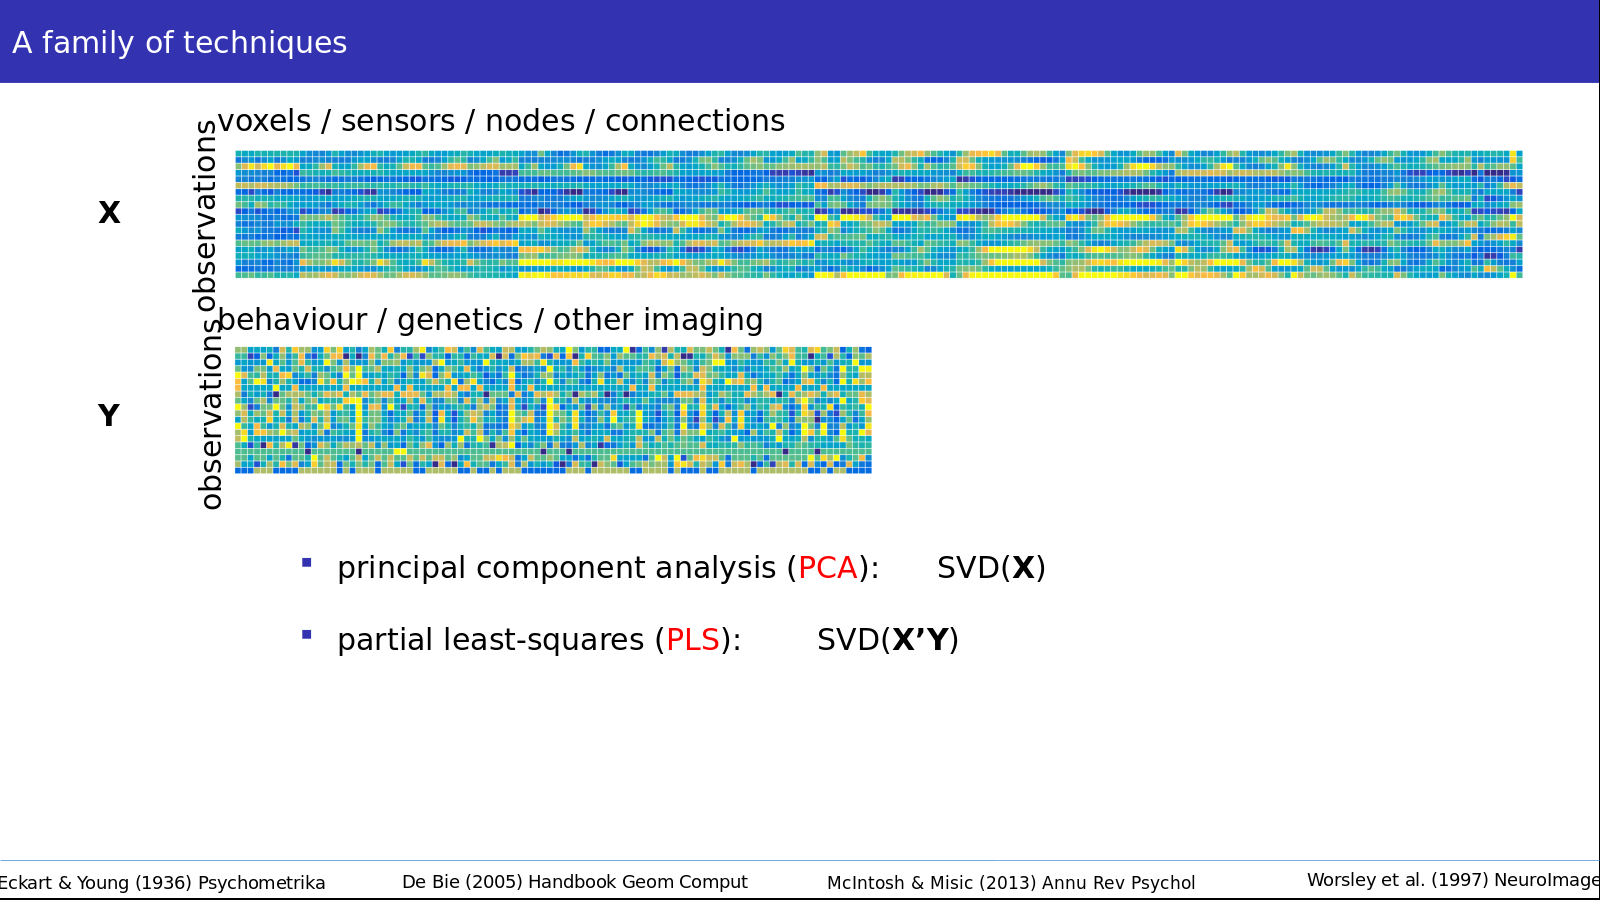 A family of techniques
voxels / sensors / nodes / connections
observations
X
behaviour / genetics / other imaging
observations
Y
principal component analysis (PCA): SVD(X)
partial least-squares (PLS): SVD(X’Y)
Eckart & Young (1936) Psychometrika
De Bie (2005) Handbook Geom Comput
McIntosh & Misic (2013) Annu Rev Psychol
Worsley et al. (1997) NeuroImage